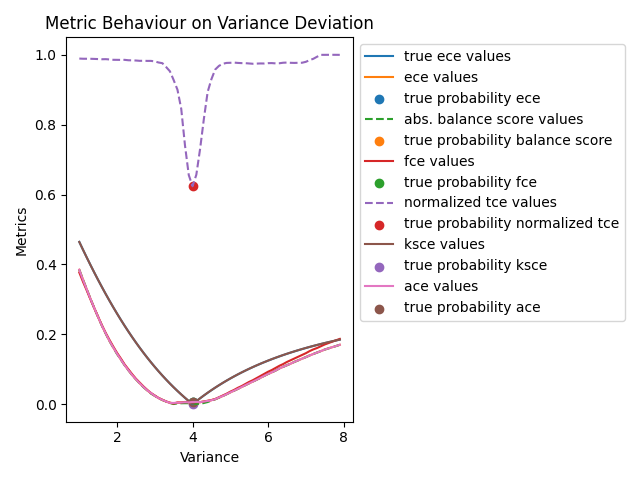 Metric Behaviour on Variance Deviation
1.0
0.8
0.6
0.4
0.2
0.0
Metrics
2
4
6
8
Variance
true ece values
ece values
true probability ece
abs. balance score values
true probability balance score
fce values
true probability fce
normalized tce values
true probability normalized tce
ksce values
true probability ksce
ace values
true probability ace